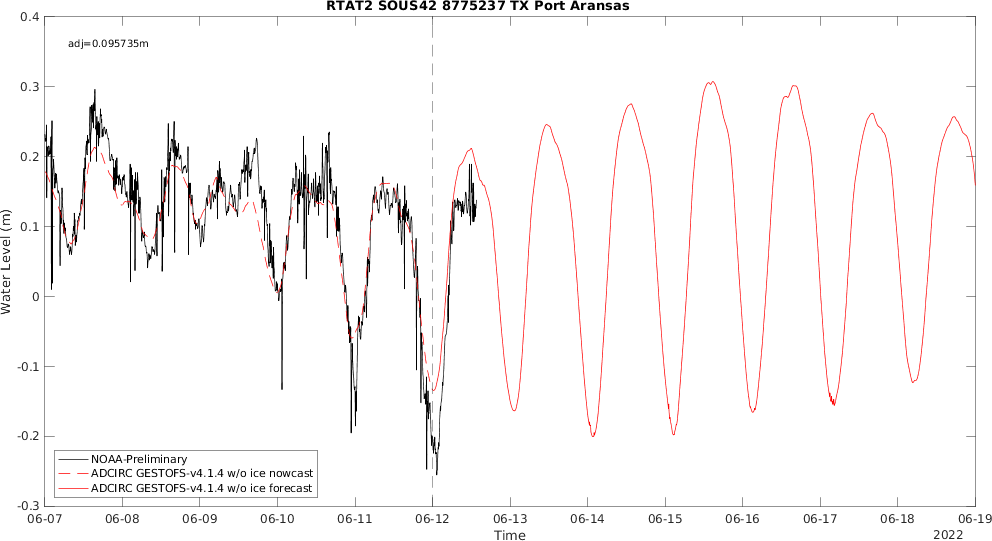 RTAT2 SOUS42 8775237 TX Port Aransas
adj=0.095735m
0.4
0.3
0.2
0.1
0
-0.1
-0.2
-0.3
Water Level (m)
NOAA-Preliminary
ADCIRC GESTOFS-v4.1.4 w/o ice nowcast
ADCIRC GESTOFS-v4.1.4 w/o ice forecast
06-07 06-08 06-09 06-10 06-11 06-12 06-13 06-14 06-15 06-16 06-17 06-18 06-19
Time
2022